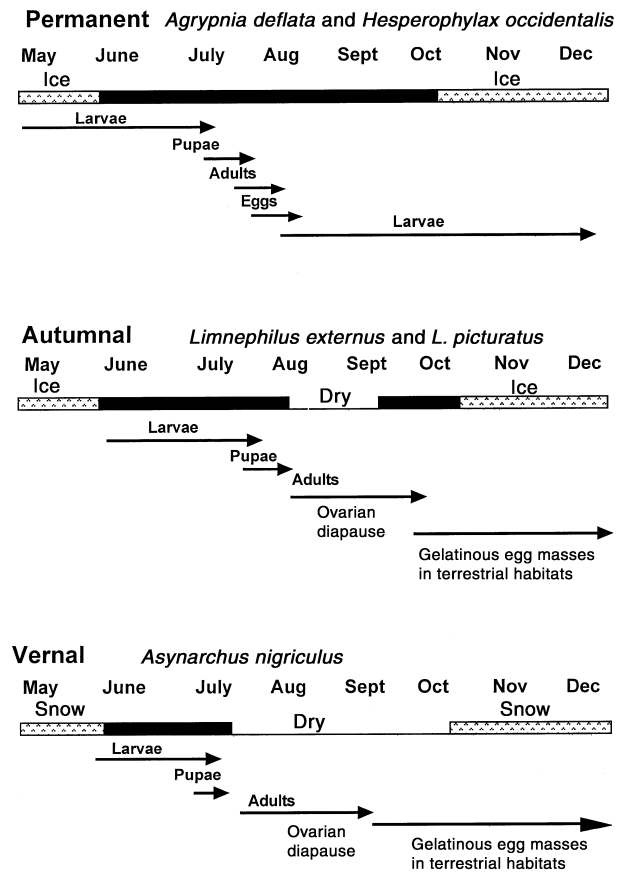 Permanent Agrypnia deflata and Hesperophylax occidentalis
May June July Aug Sept Oct Nov Dec
Ice Ice
Larvae
Pupae
Adults
Eggs
Larvae
Autumnal Limnephilus externus and L. picturatus
May June July Aug Sept Oct Nov Dec
Ice Dry Ice
Larvae
Pupae
Adults
Ovarian
diapause
Gelatinous egg masses
in terrestrial habitats
Vernal Asynarchus nigriculus
May June July Aug Sept Oct Nov Dec
Snow Dry Snow
Larvae
Pupae
Adults
Ovarian
diapause
Gelatinous egg masses
in terrestrial habitats